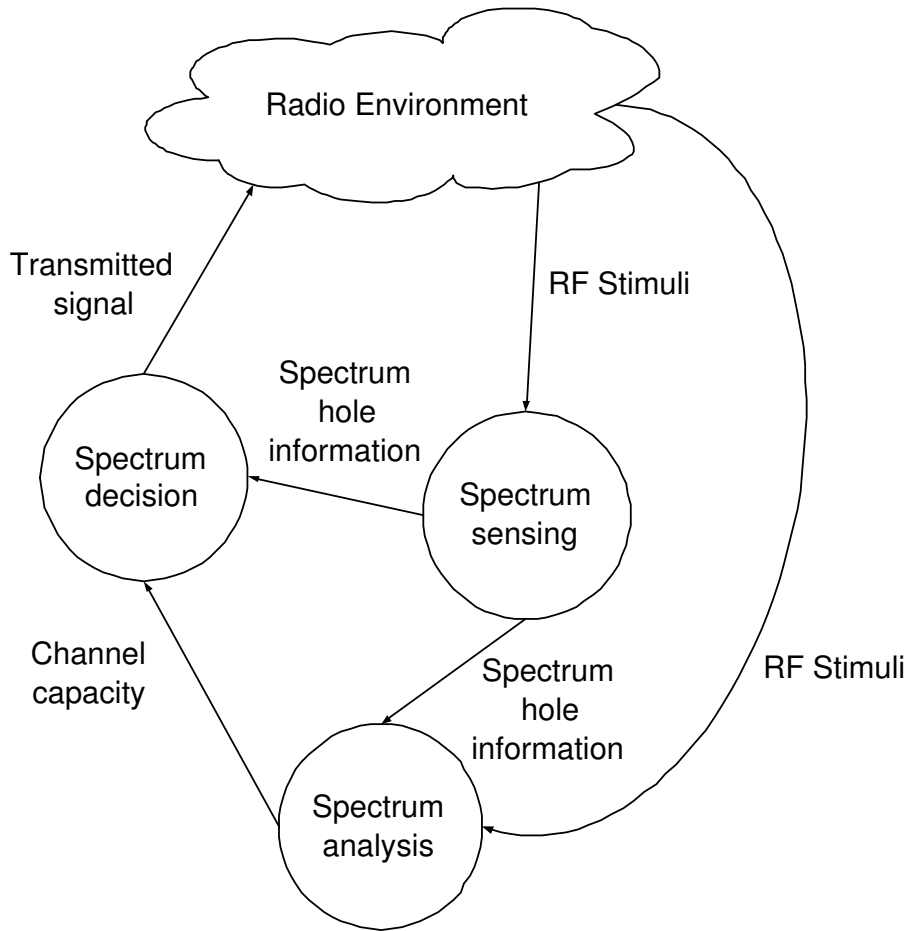 Radio Environment
Transmitted
signal
RF Stimuli
Spectrum
hole
information
Spectrum
decision
Spectrum
sensing
Channel
capacity
Spectrum
hole
information
RF Stimuli
Spectrum
analysis